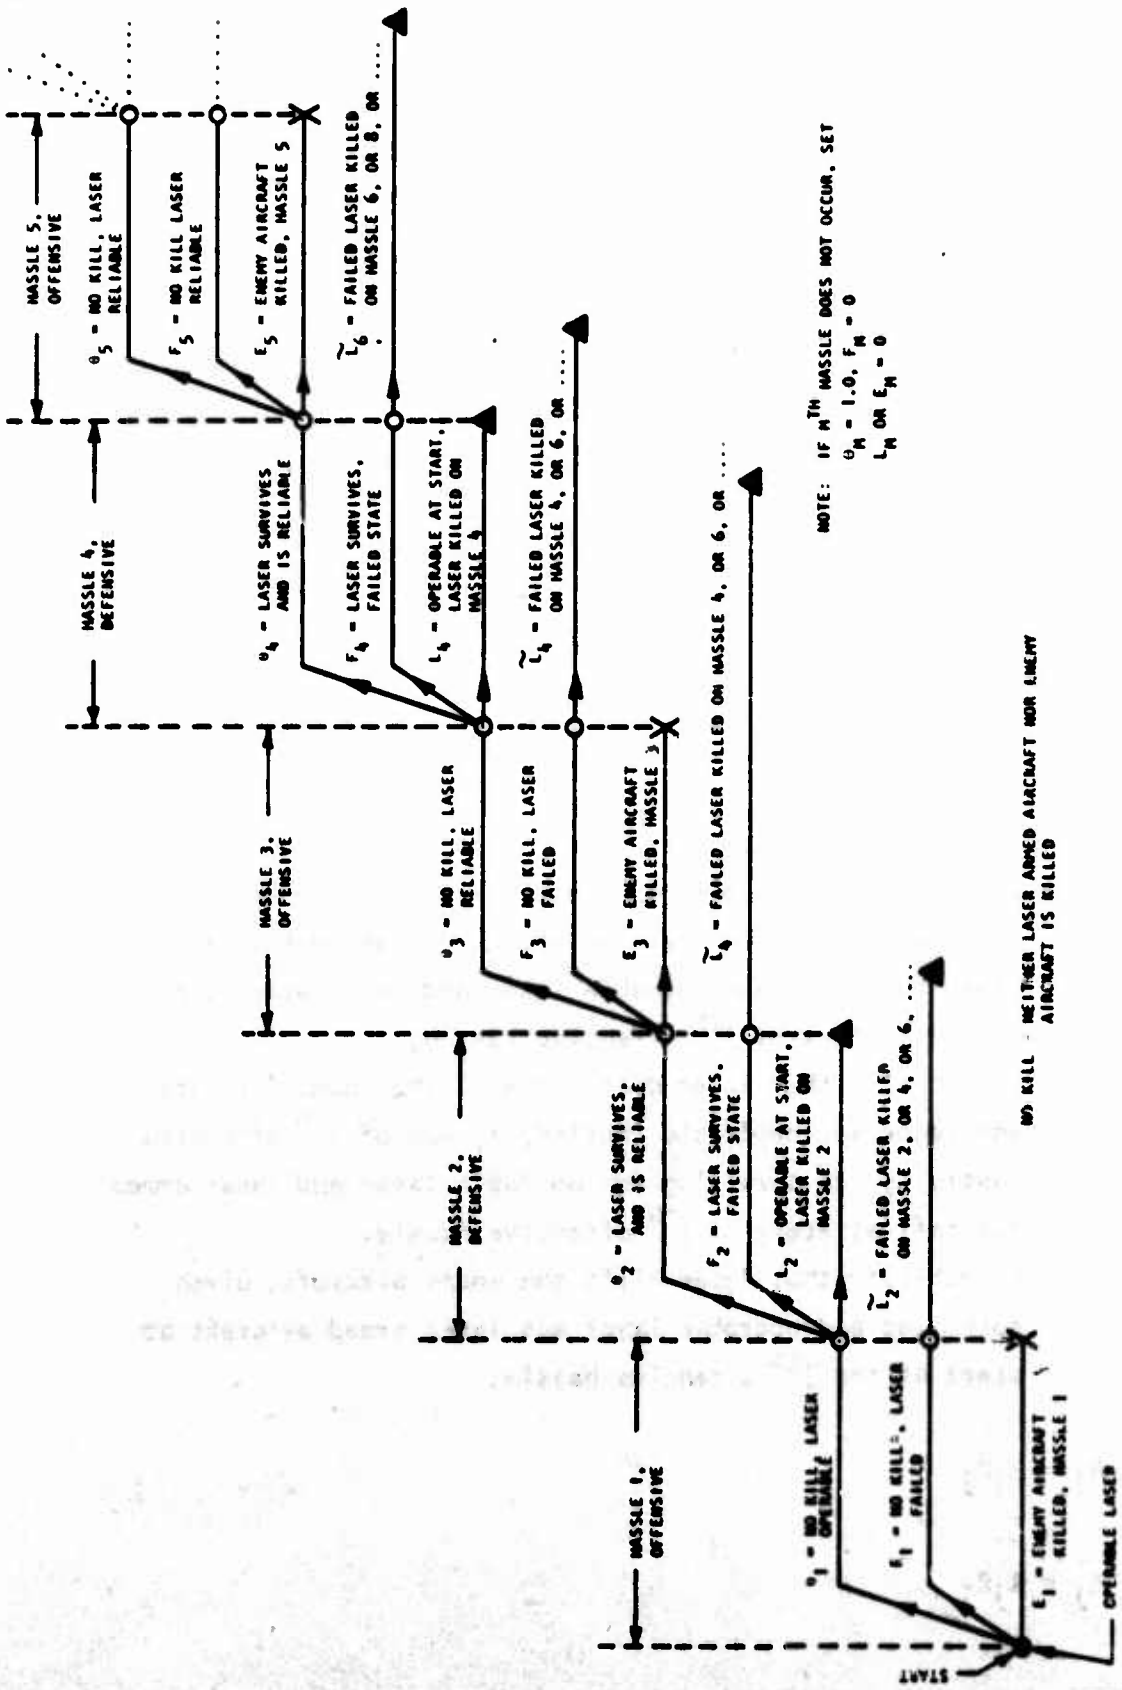 START
OPERABLE LASER
HASSLE 1,
OFFENSIVE
θ1 = NO KILL, LASER
OPERABLE
F1 = NO KILL, LASER
FAILED
E1 = ENEMY AIRCRAFT
KILLED, HASSLE 1
HASSLE 2,
DEFENSIVE
θ2 = LASER SURVIVES,
AND IS RELIABLE
F2 = LASER SURVIVES,
FAILED STATE
L2 = OPERABLE AT START,
LASER KILLED ON
HASSLE 2
L̃2 = FAILED LASER KILLED
ON HASSLE 2, OR 4, OR 6, ....
HASSLE 3,
OFFENSIVE
θ3 = NO KILL, LASER
RELIABLE
F3 = NO KILL, LASER
FAILED
E3 = ENEMY AIRCRAFT
KILLED, HASSLE 3
L̃4 = FAILED LASER KILLED ON HASSLE 4, OR 6, OR ....
HASSLE 4,
DEFENSIVE
θ4 = LASER SURVIVES
AND IS RELIABLE
F4 = LASER SURVIVES,
FAILED STATE
L4 = OPERABLE AT START,
LASER KILLED ON
HASSLE 4
L̃4 = FAILED LASER KILLED
ON HASSLE 4, OR 6, OR ....
HASSLE 5,
OFFENSIVE
θ5 = NO KILL, LASER
RELIABLE
F5 = NO KILL LASER
RELIABLE
E5 = ENEMY AIRCRAFT
KILLED, HASSLE 5
L̃6 = FAILED LASER KILLED
ON HASSLE 6, OR 8, OR ....
NOTE: IF MTH HASSLE DOES NOT OCCUR, SET
θM = 1.0, FM = 0
LM OR EM = 0
NO KILL - NEITHER LASER ARMED AIRCRAFT NOR ENEMY
AIRCRAFT IS KILLED